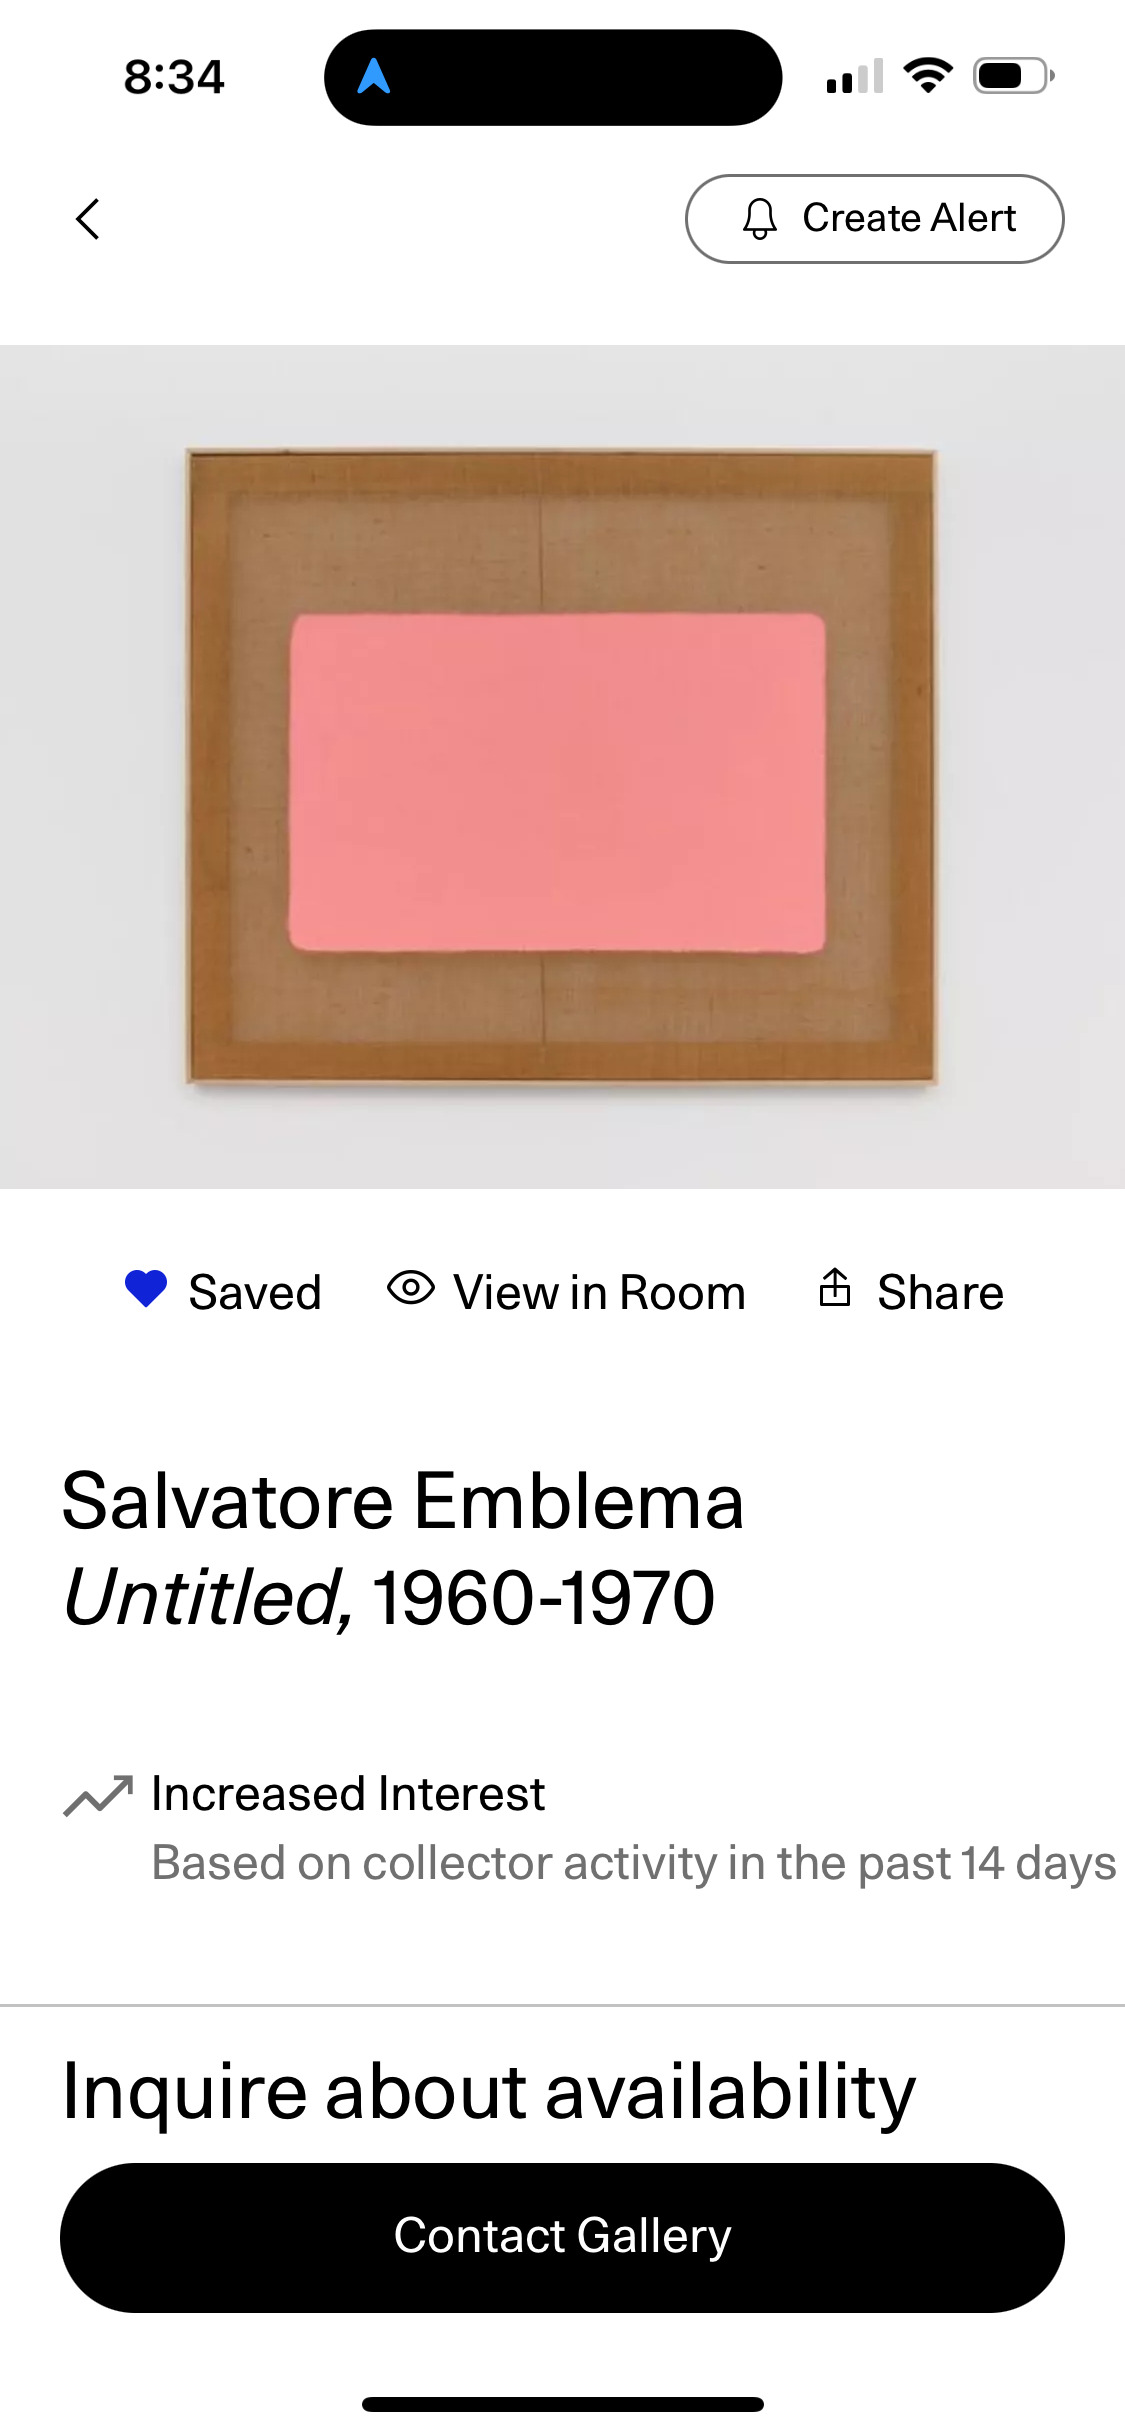 8:34
Create Alert
Saved
View in Room
Share
Salvatore Emblema
Untitled, 1960-1970
Increased Interest
Based on collector activity in the past 14 days
Inquire about availability
Contact Gallery